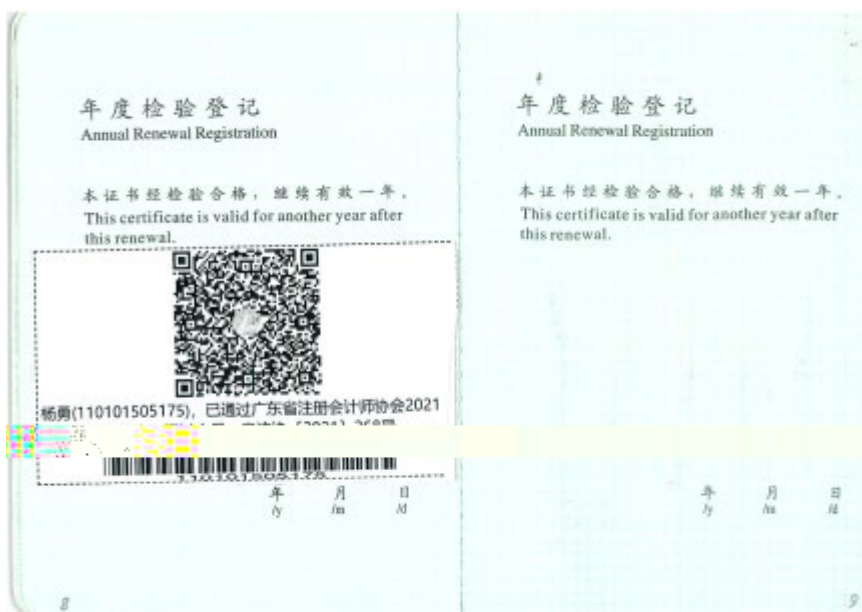 年度检验登记
Annual Renewal Registration
本证书经检验合格，继续有效一年。
This certificate is valid for another year after
this renewal.
杨勇(110101505175)，已通过广东省注册会计师协会2021
110101505175
年 月 日
/y /m /d
8
年度检验登记
Annual Renewal Registration
本证书经检验合格，继续有效一年。
This certificate is valid for another year after
this renewal.
年 月 日
/y /m /d
9